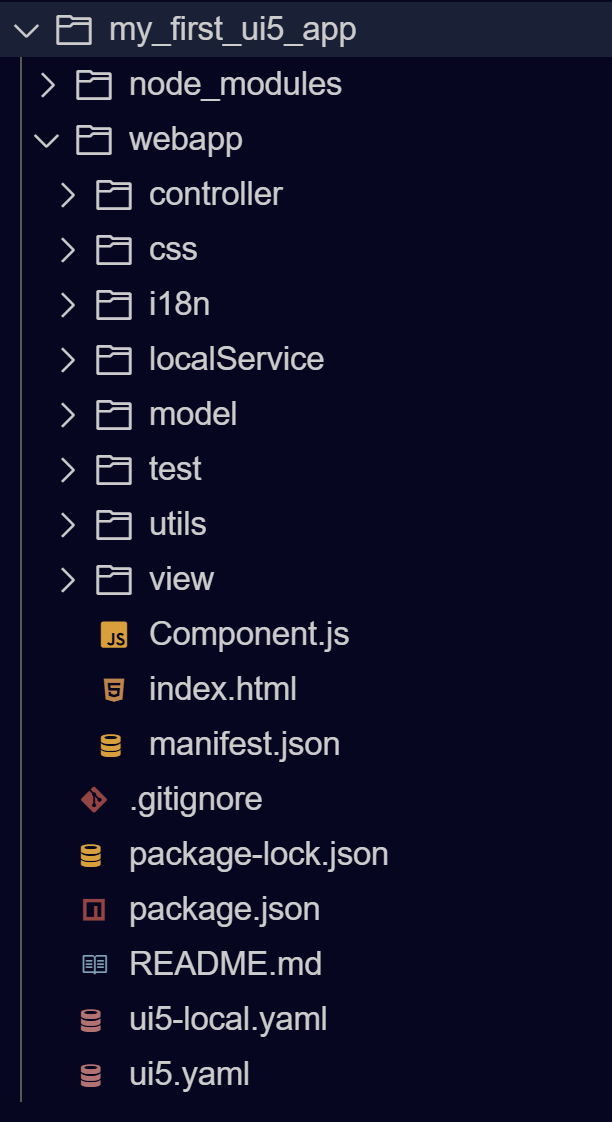 my_first_ui5_app
node_modules
webapp
controller
css
i18n
localService
model
test
utils
view
JS Component.js
5 index.html
manifest.json
.gitignore
package-lock.json
package.json
README.md
ui5-local.yaml
ui5.yaml